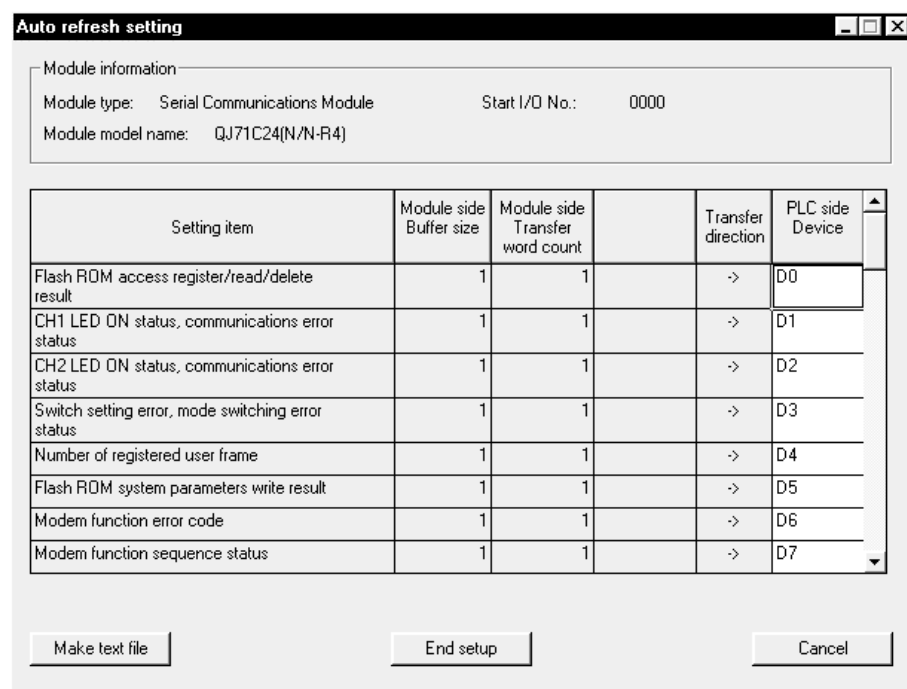 Auto refresh setting
Module information
Module type: Serial Communications Module Start I/O No.: 0000
Module model name: QJ71C24(N/N-R4)
Setting item
Module side
Buffer size
Module side
Transfer
word count
Transfer
direction
PLC side
Device
Flash ROM access register/read/delete
result
1 1 -> D0
CH1 LED ON status, communications error
status
1 1 -> D1
CH2 LED ON status, communications error
status
1 1 -> D2
Switch setting error, mode switching error
status
1 1 -> D3
Number of registered user frame 1 1 -> D4
Flash ROM system parameters write result 1 1 -> D5
Modem function error code 1 1 -> D6
Modem function sequence status 1 1 -> D7
Make text file End setup Cancel